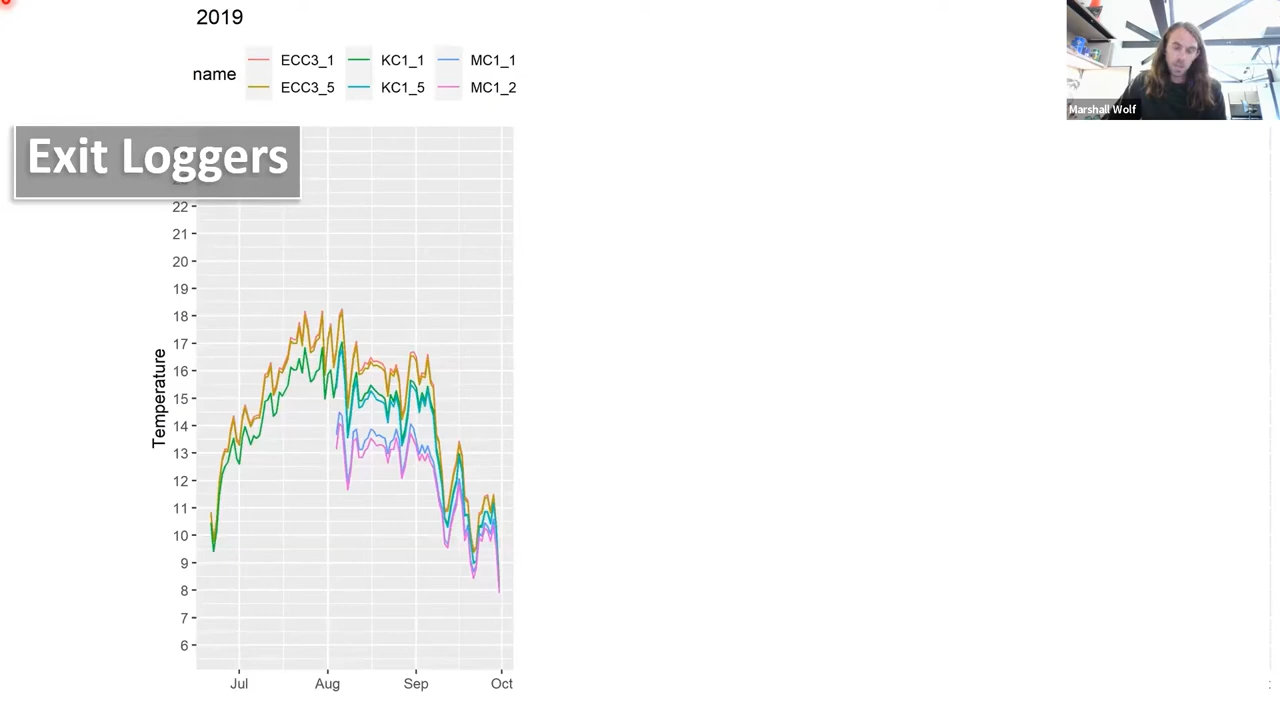 2019
name
ECC3_1
KC1_1
MC1_1
ECC3_5
KC1_5
MC1_2
Marshall Wolf
Exit Loggers
22
21
20
19
18
17
16
15
14
13
12
11
10
9
8
7
6
Temperature
Jul
Aug
Sep
Oct